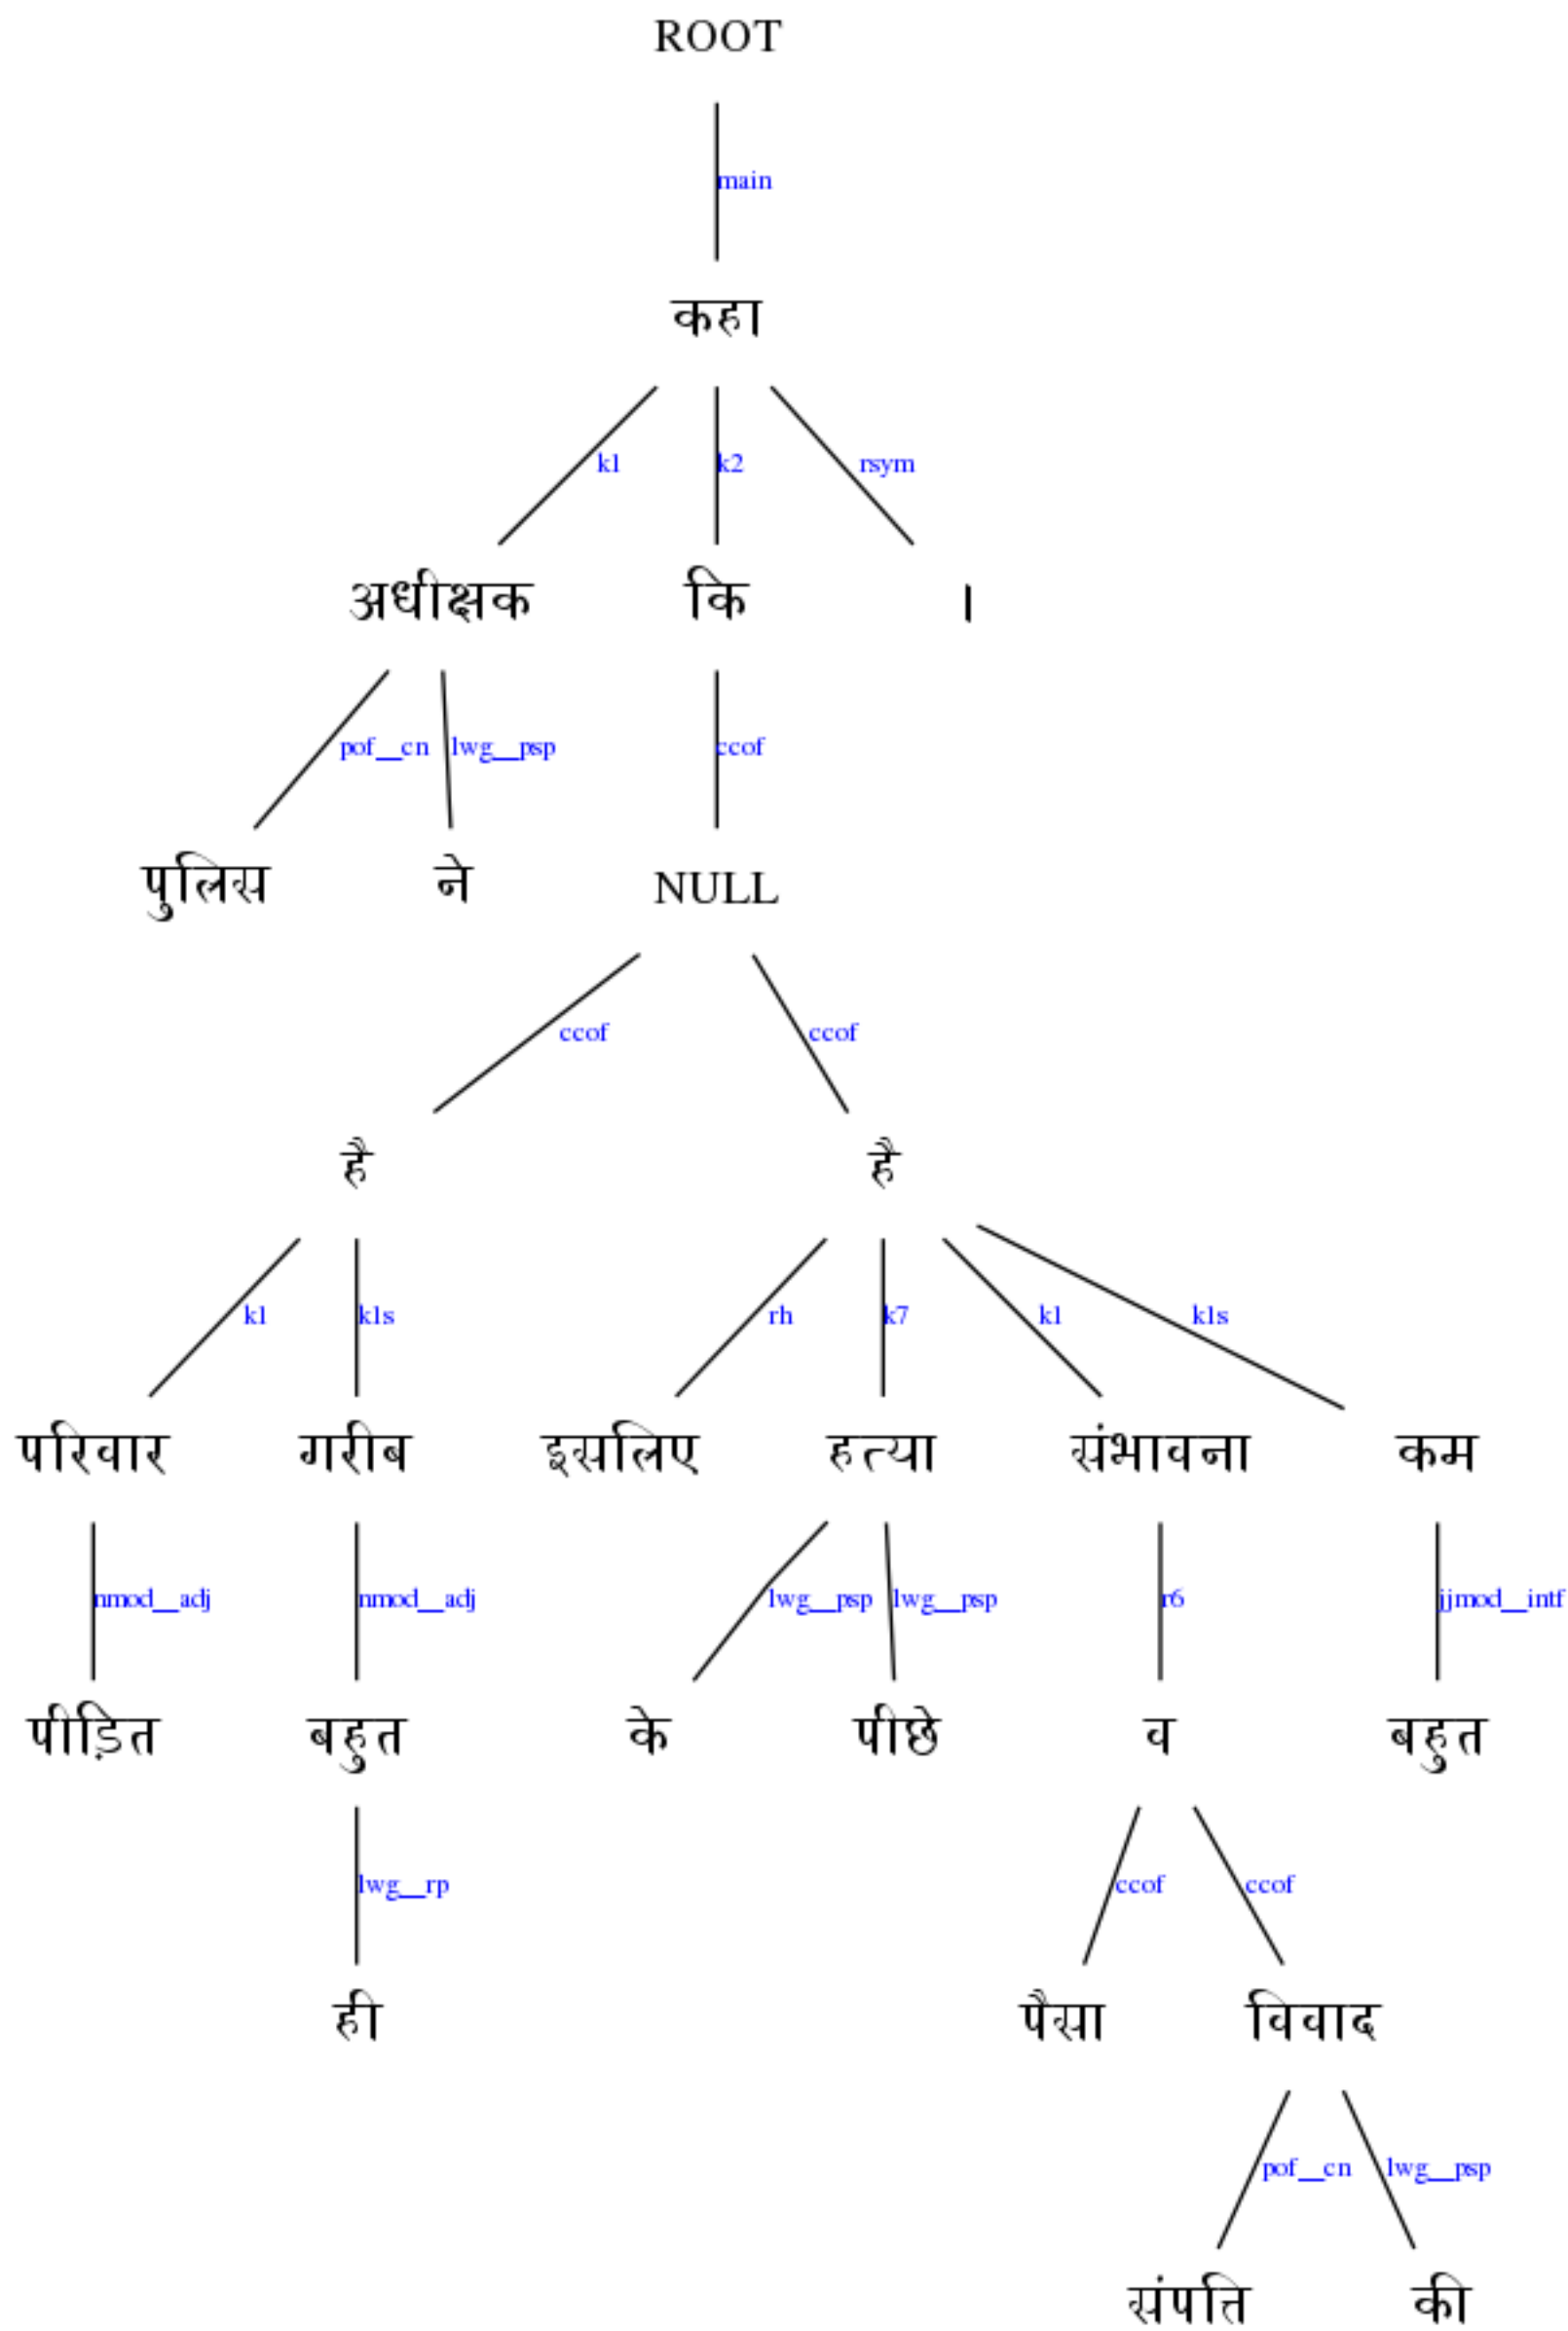 ROOT
main
कहा
k1 k2 rsym
अधीक्षक कि ।
pof__cn lwg__psp ccof
पुलिस ने NULL
ccof ccof
है है
k1 k1s rh k7 k1 k1s
परिवार गरीब इसलिए हत्या संभावना कम
nmod__adj nmod__adj lwg__psp lwg__psp r6 jjmod__intf
पीड़ित बहुत के पीछे व बहुत
lwg__rp ccof ccof
ही पैसा विवाद
pof__cn lwg__psp
संपत्ति की